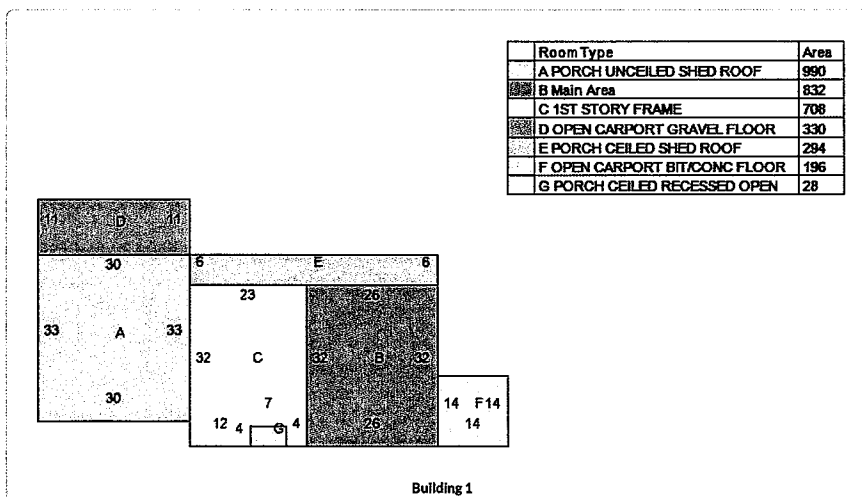 Room Type Area
A PORCH UNCEILED SHED ROOF 990
B Main Area 832
C 1ST STORY FRAME 708
D OPEN CARPORT GRAVEL FLOOR 330
E PORCH CEILED SHED ROOF 294
F OPEN CARPORT BIT/CONC FLOOR 196
G PORCH CEILED RECESSED OPEN 28
11 D 11
30 6 E 6
23 26
33 A 33 32 C 32 B 32
30 7 14 F 14
12 4 G 4 26 14
Building 1